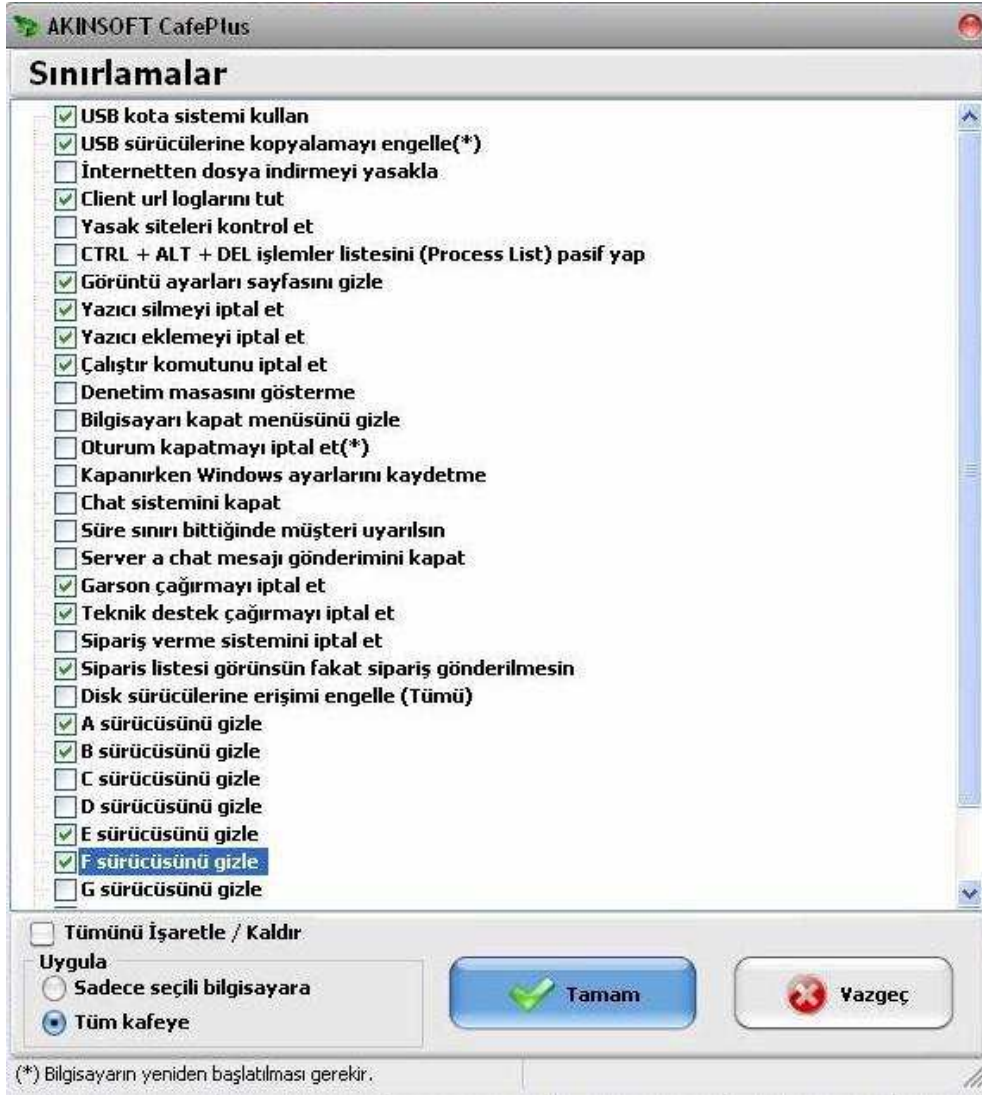 AKINSOFT CafePlus
Sınırlamalar
USB kota sistemi kullan
USB sürücülerine kopyalamayı engelle(*)
İnternetten dosya indirmeyi yasakla
Client url loglarını tut
Yasak siteleri kontrol et
CTRL + ALT + DEL işlemler listesini (Process List) pasif yap
Görüntü ayarları sayfasını gizle
Yazıcı silmeyi iptal et
Yazıcı eklemeyi iptal et
Çalıştır komutunu iptal et
Denetim masasını gösterme
Bilgisayarı kapat menüsünü gizle
Oturum kapatmayı iptal et(*)
Kapanırken Windows ayarlarını kaydetme
Chat sistemini kapat
Süre sınırı bittiğinde müşteri uyarılsın
Server a chat mesajı gönderimini kapat
Garson çağırmayı iptal et
Teknik destek çağırmayı iptal et
Sipariş verme sistemini iptal et
Siparis listesi görünsün fakat sipariş gönderilmesin
Disk sürücülerine erişimi engelle (Tümü)
A sürücüsünü gizle
B sürücüsünü gizle
C sürücüsünü gizle
D sürücüsünü gizle
E sürücüsünü gizle
F sürücüsünü gizle
G sürücüsünü gizle
Tümünü İşaretle / Kaldır
Uygula
Sadece seçili bilgisayara
Tüm kafeye
Tamam
Vazgeç
(*) Bilgisayarın yeniden başlatılması gerekir.